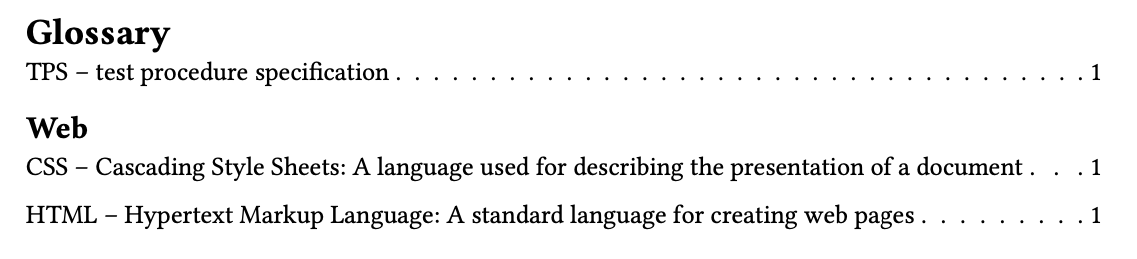 Glossary
TPS – test procedure specification . . . . . . . . . . . . . . . . . . . . . . . . . . . . . . . . . . . . 1
Web
CSS – Cascading Style Sheets: A language used for describing the presentation of a document . . . 1
HTML – Hypertext Markup Language: A standard language for creating web pages . . . . . . . . . 1